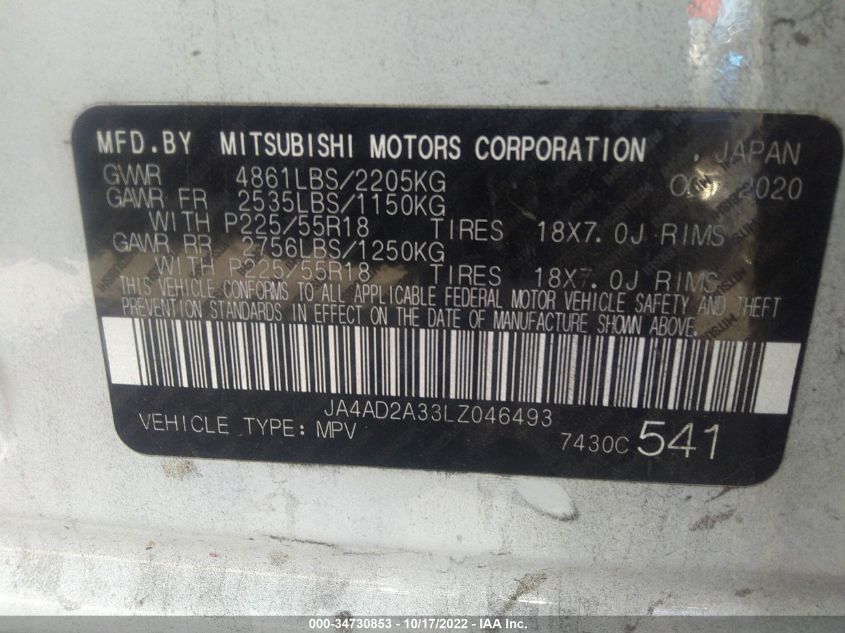 MFD.BY MITSUBISHI MOTORS CORPORATION , JAPAN
GVWR 4861LBS/2205KG 2020
GAWR FR 2535LBS/1150KG
WITH P225/55R18 TIRES 18X7.0J RIMS
GAWR RR 2756LBS/1250KG
WITH P225/55R18 TIRES 18X7.0J RIMS
THIS VEHICLE CONFORMS TO ALL APPLICABLE FEDERAL MOTOR VEHICLE SAFETY AND THEFT
PREVENTION STANDARDS IN EFFECT ON THE DATE OF MANUFACTURE SHOWN ABOVE.
JA4AD2A33LZ046493
VEHICLE TYPE: MPV
7430C 541
000-34730853 - 10/17/2022 - IAA Inc.